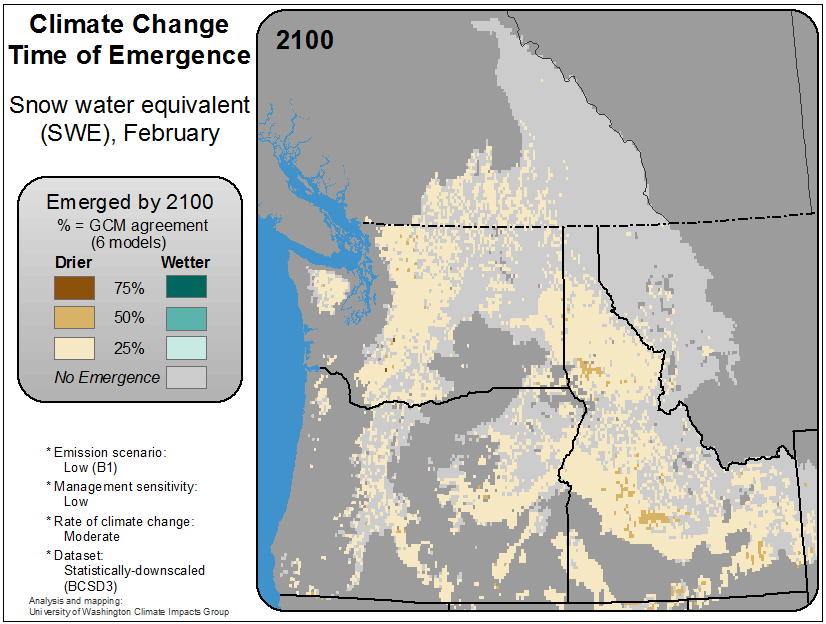 Climate Change
Time of Emergence
Snow water equivalent
(SWE), February
2100
Emerged by 2100
% = GCM agreement
(6 models)
Drier Wetter
75%
50%
25%
No Emergence
* Emission scenario:
Low (B1)
* Management sensitivity:
Low
* Rate of climate change:
Moderate
* Dataset:
Statistically-downscaled
(BCSD3)
Analysis and mapping:
University of Washington Climate Impacts Group